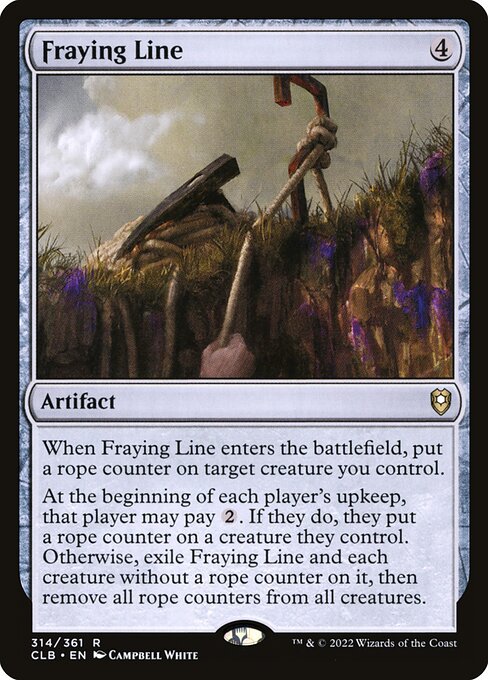 Fraying Line 4
Artifact
When Fraying Line enters the battlefield, put
a rope counter on target creature you control.
At the beginning of each player's upkeep,
that player may pay 2. If they do, they put
a rope counter on a creature they control.
Otherwise, exile Fraying Line and each
creature without a rope counter on it, then
remove all rope counters from all creatures.
314/361 R
™ & © 2022 Wizards of the Coast
CLB • EN Campbell White